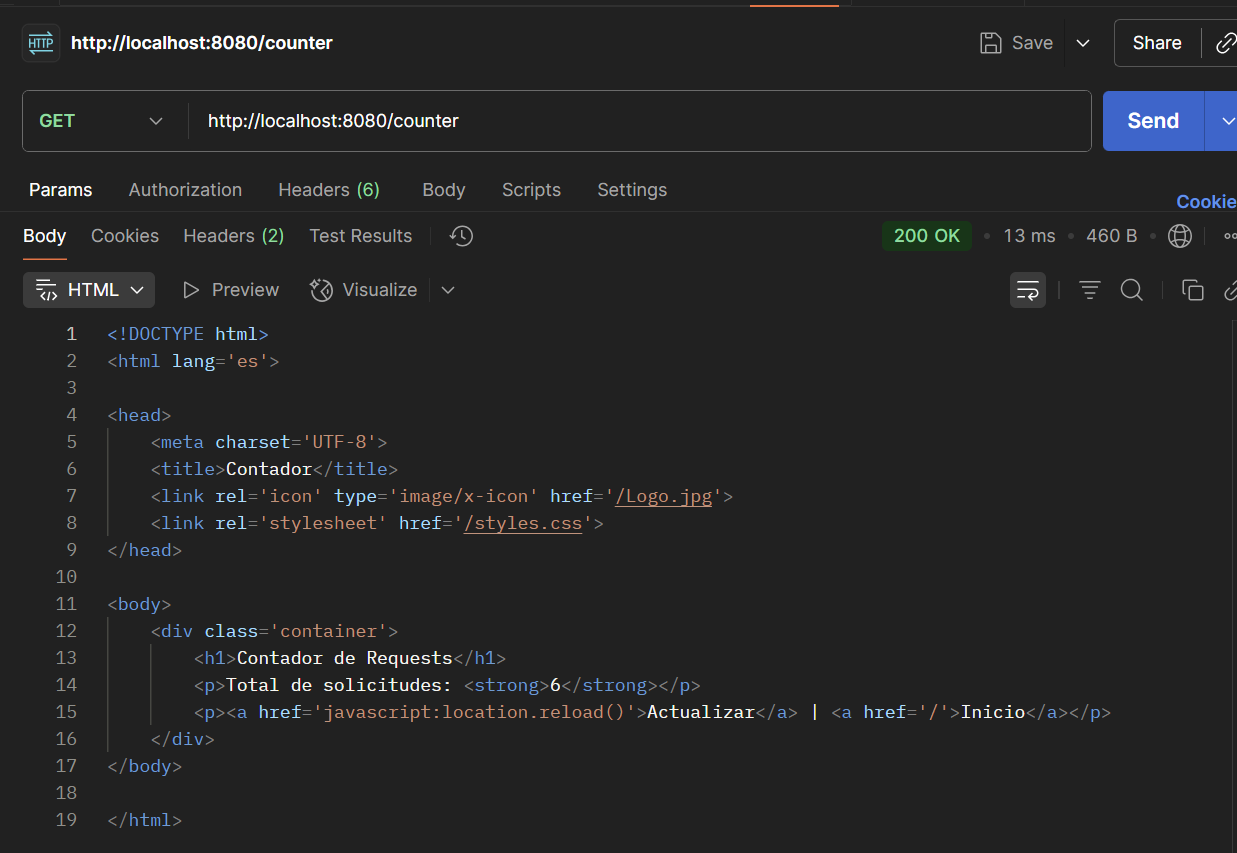 HTTP http://localhost:8080/counter Save Share
GET http://localhost:8080/counter Send
Params Authorization Headers (6) Body Scripts Settings
Cookie
Body Cookies Headers (2) Test Results 200 OK • 13 ms • 460 B •
HTML Preview Visualize
1 <!DOCTYPE html>
2 <html lang='es'>
3
4 <head>
5 <meta charset='UTF-8'>
6 <title>Contador</title>
7 <link rel='icon' type='image/x-icon' href='/Logo.jpg'>
8 <link rel='stylesheet' href='/styles.css'>
9 </head>
10
11 <body>
12 <div class='container'>
13 <h1>Contador de Requests</h1>
14 <p>Total de solicitudes: <strong>6</strong></p>
15 <p><a href='javascript:location.reload()'>Actualizar</a> | <a href='/'>Inicio</a></p>
16 </div>
17 </body>
18
19 </html>